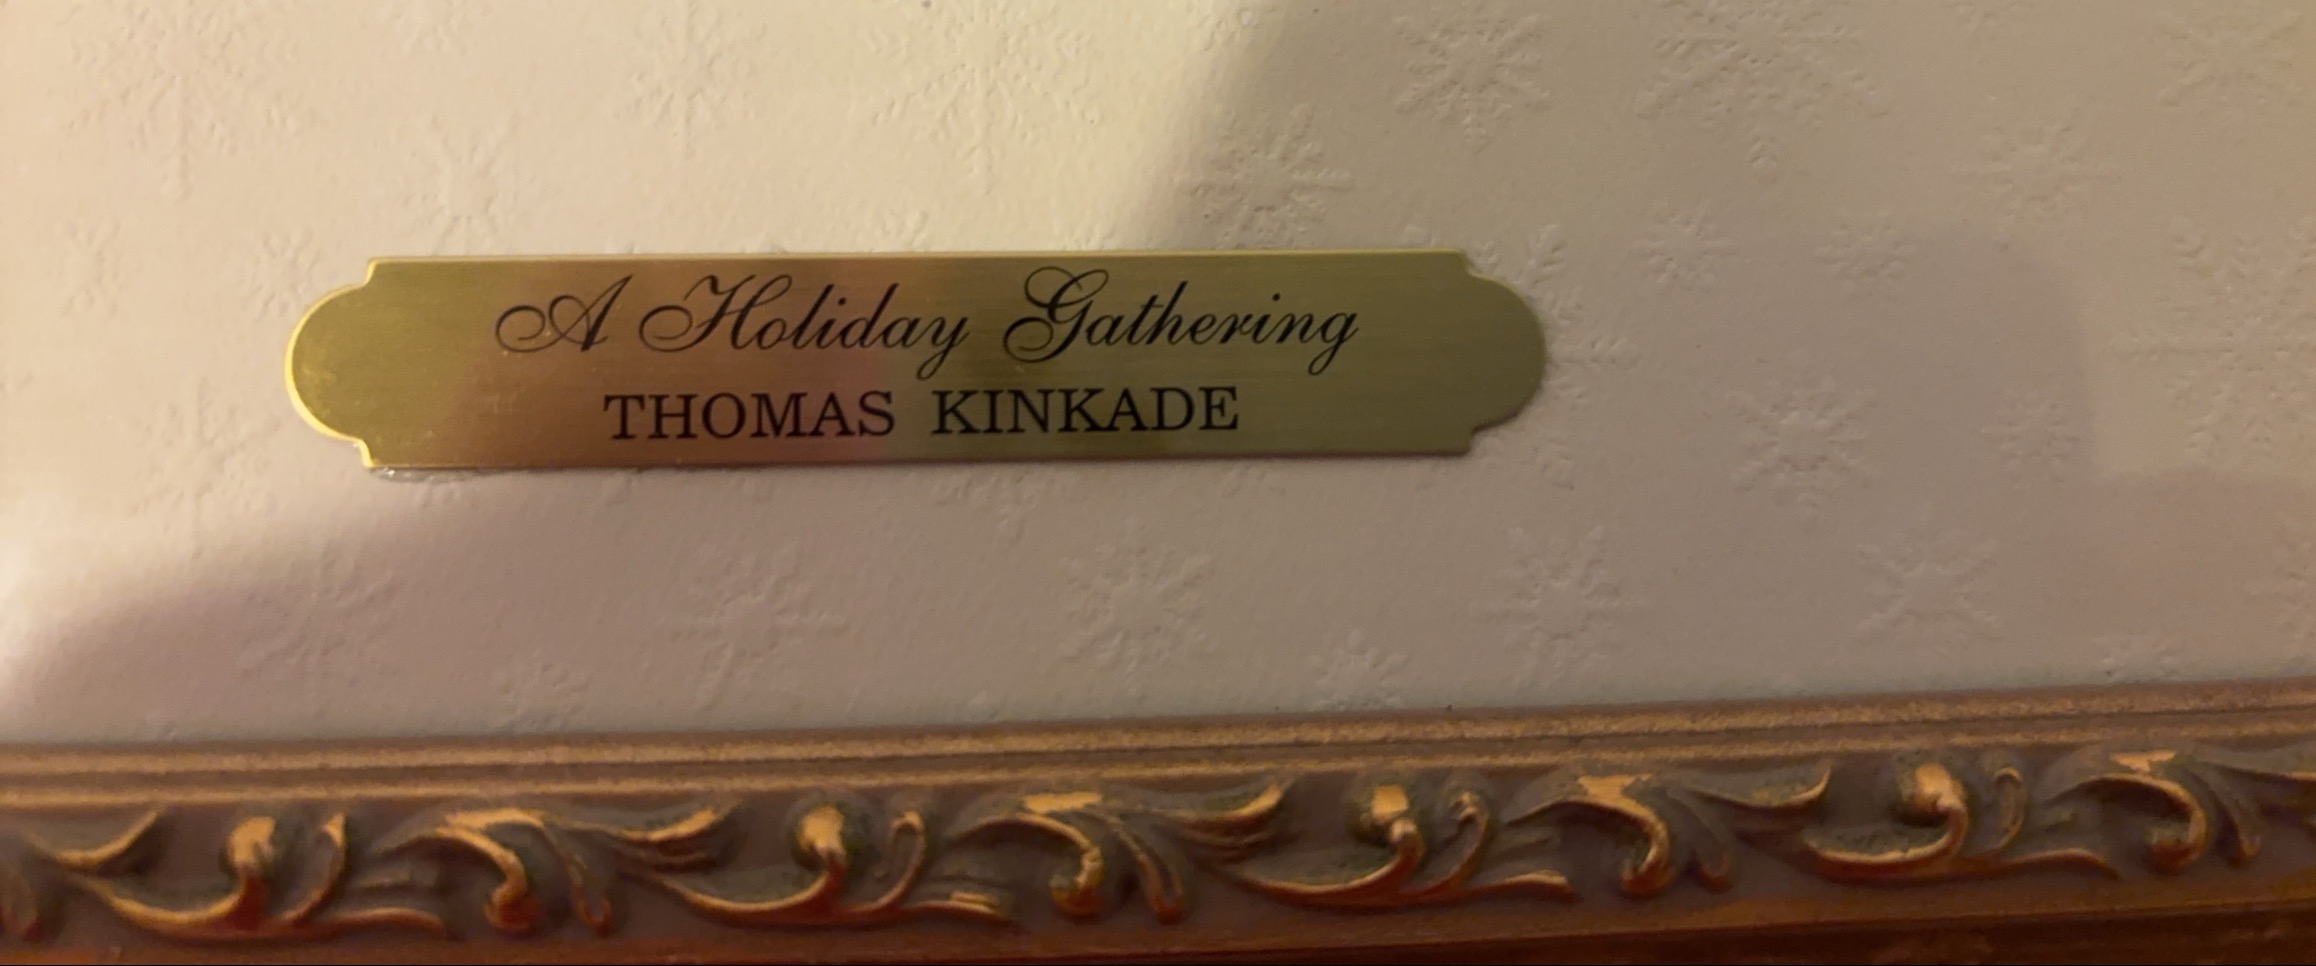 A Holiday Gathering
THOMAS KINKADE